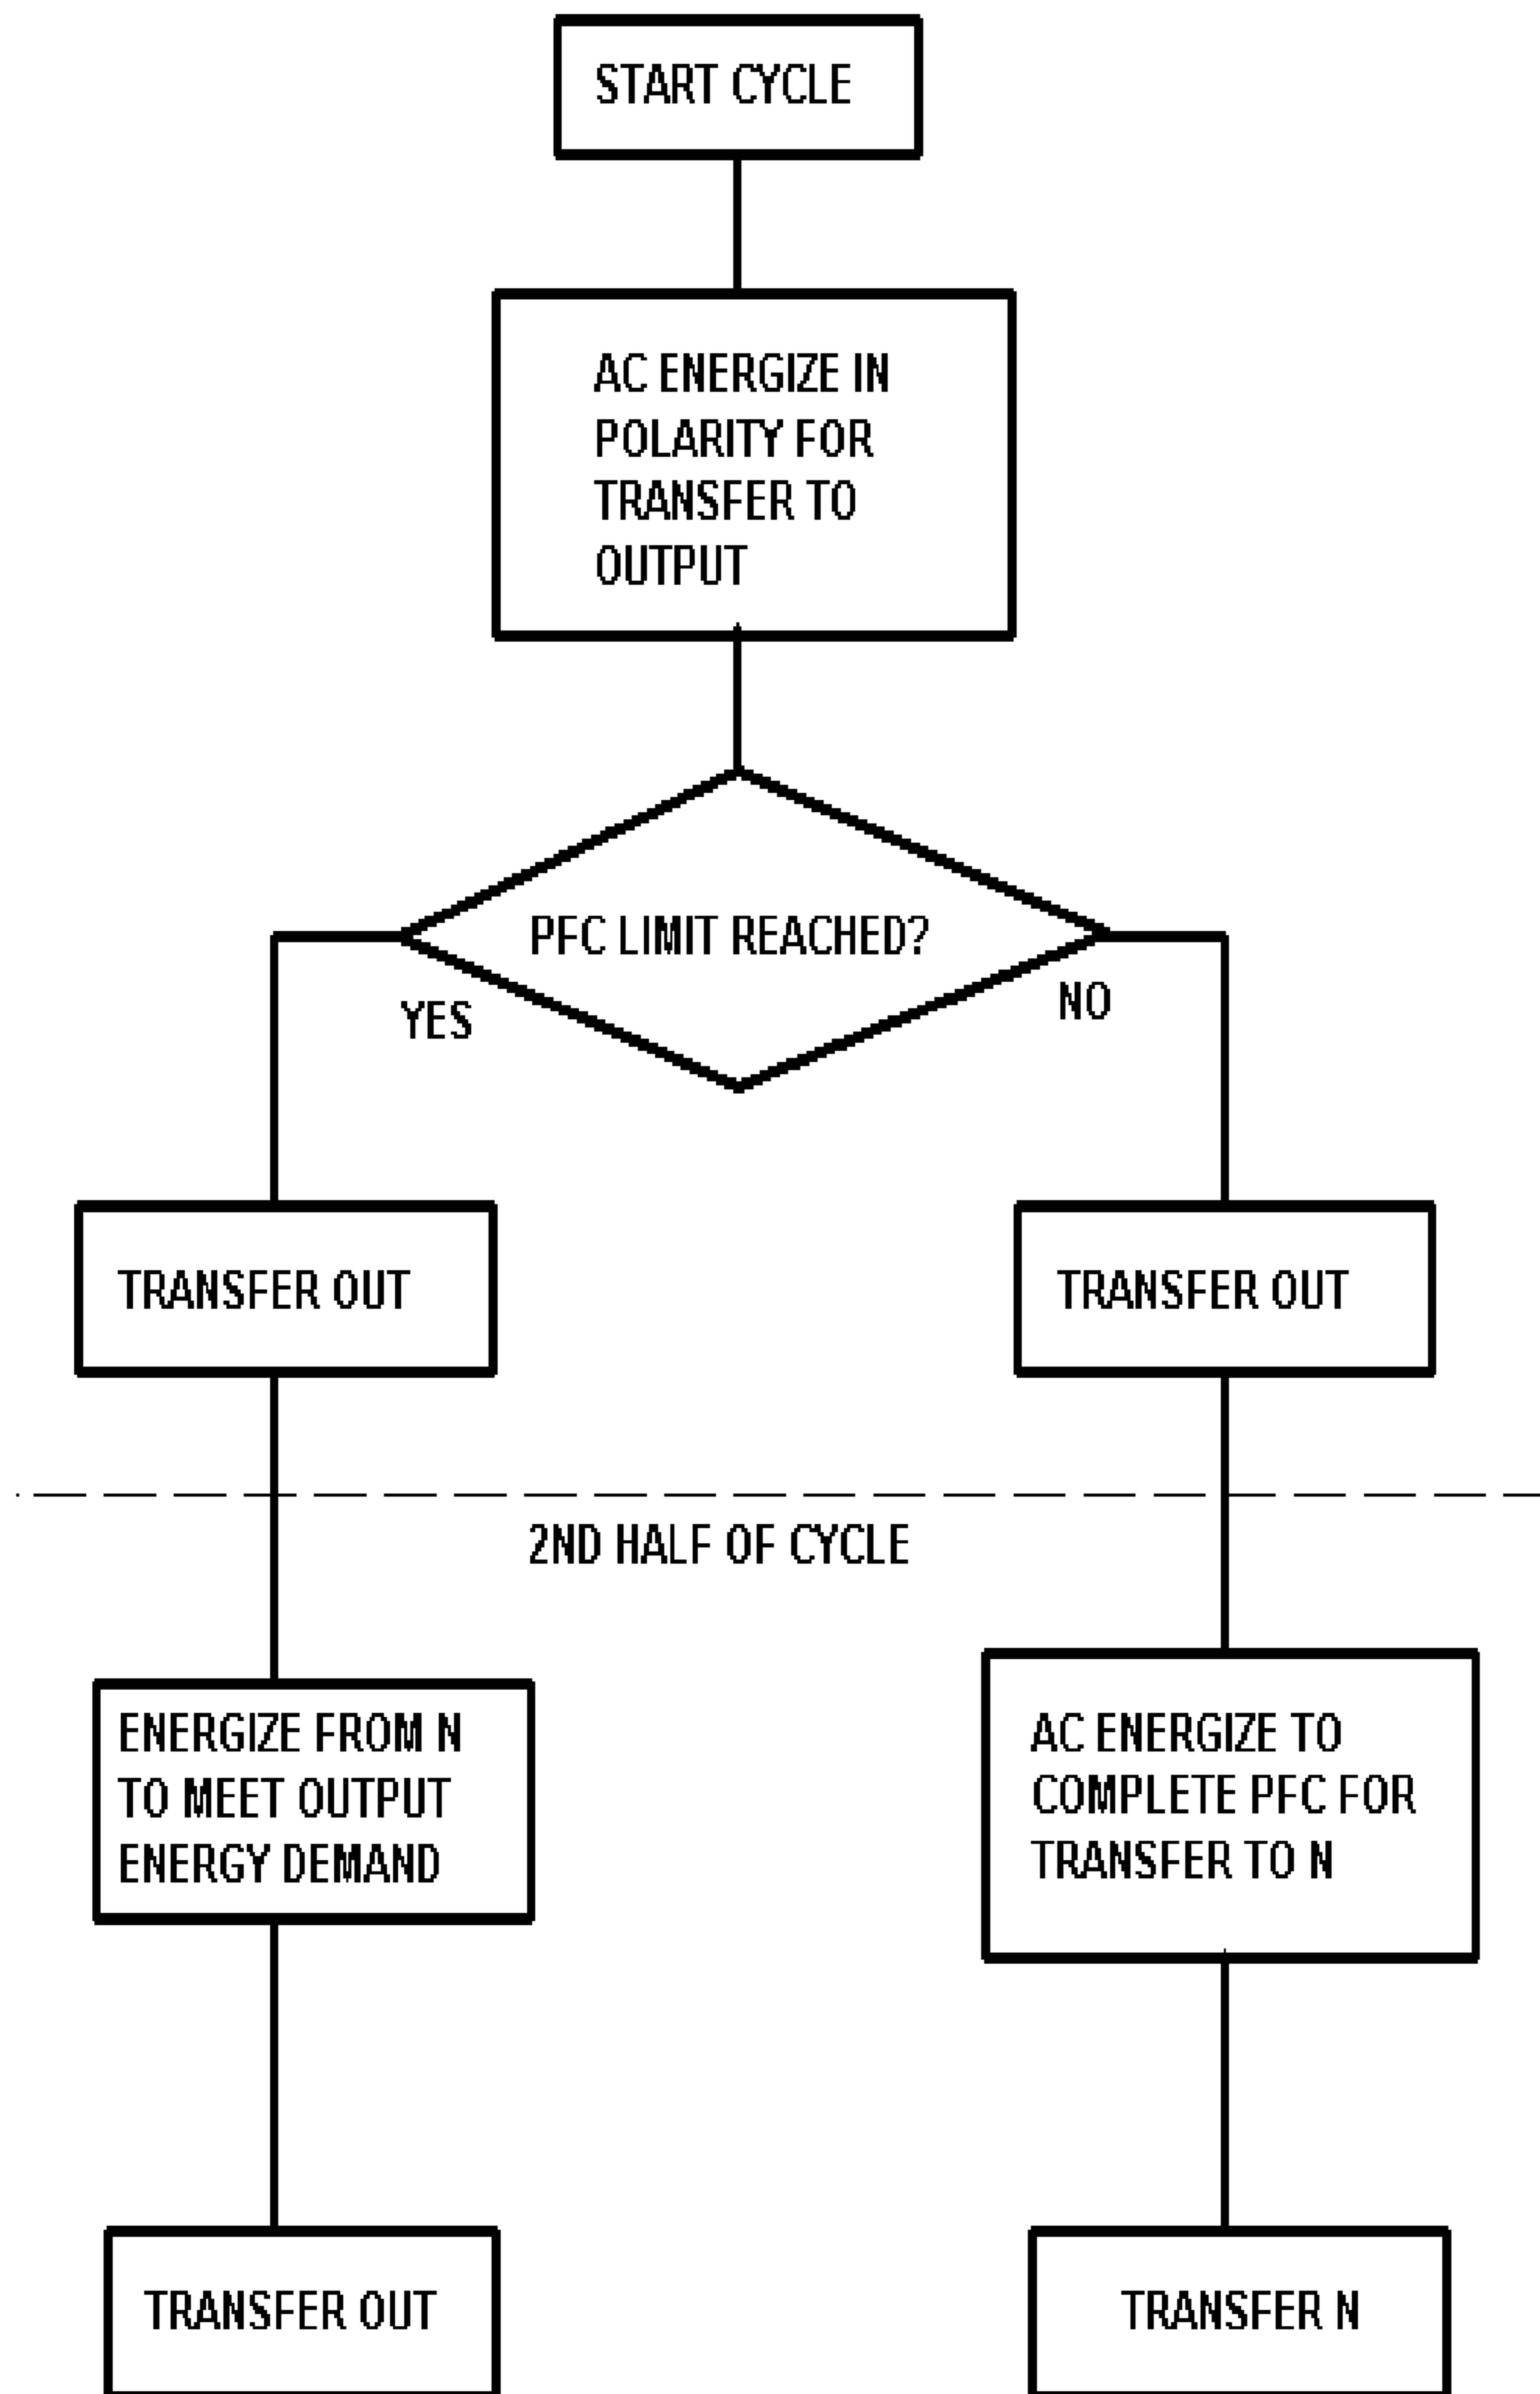 START CYCLE
AC ENERGIZE IN
POLARITY FOR
TRANSFER TO
OUTPUT
PFC LIMIT REACHED?
YES
NO
TRANSFER OUT
TRANSFER OUT
2ND HALF OF CYCLE
ENERGIZE FROM N
TO MEET OUTPUT
ENERGY DEMAND
AC ENERGIZE TO
COMPLETE PFC FOR
TRANSFER TO N
TRANSFER OUT
TRANSFER N